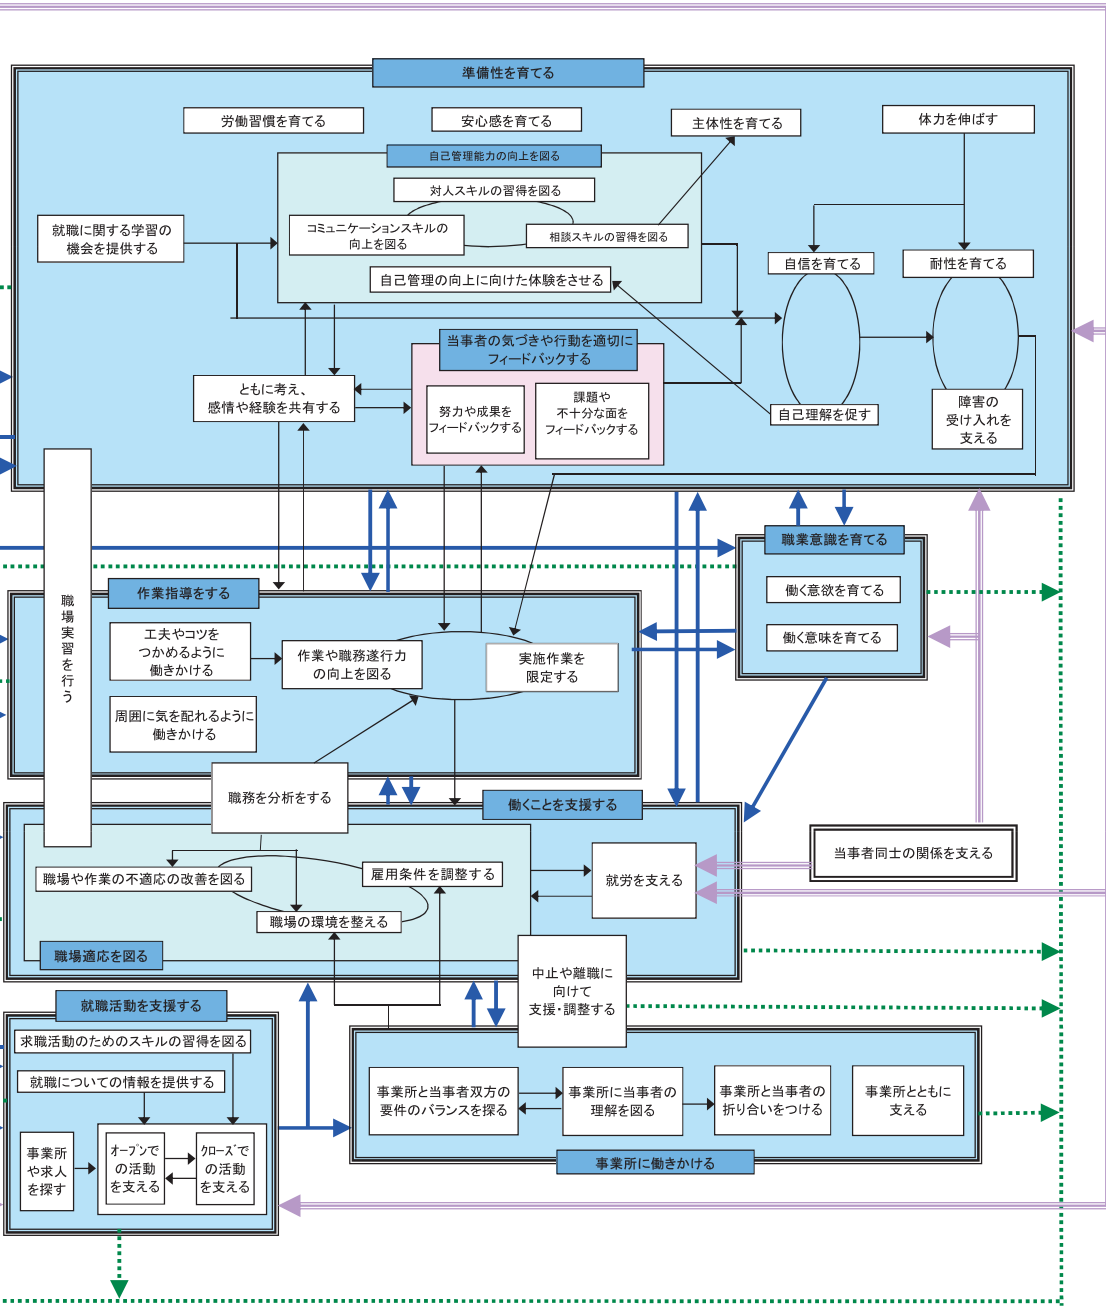 準備性を育てる
労働習慣を育てる
安心感を育てる
主体性を育てる
体力を伸ばす
自己管理能力の向上を図る
対人スキルの習得を図る
就職に関する学習の
機会を提供する
コミュニケーションスキルの
向上を図る
相談スキルの習得を図る
自己管理の向上に向けた体験をさせる
自信を育てる
耐性を育てる
当事者の気づきや行動を適切に
フィードバックする
ともに考え、
感情や経験を共有する
努力や成果を
フィードバックする
課題や
不十分な面を
フィードバックする
自己理解を促す
障害の
受け入れを
支える
職場実習を行う
職業意識を育てる
働く意欲を育てる
働く意味を育てる
作業指導をする
工夫やコツを
つかめるように
働きかける
作業や職務遂行力
の向上を図る
実施作業を
限定する
周囲に気を配れるように
働きかける
職務を分析をする
働くことを支援する
当事者同士の関係を支える
職場や作業の不適応の改善を図る
雇用条件を調整する
就労を支える
職場の環境を整える
職場適応を図る
中止や離職に
向けて
支援・調整する
就職活動を支援する
求職活動のためのスキルの習得を図る
就職についての情報を提供する
事業所
や求人
を探す
オープンで
の活動
を支える
クローズで
の活動
を支える
事業所と当事者双方の
要件のバランスを探る
事業所に当事者の
理解を図る
事業所と当事者の
折り合いをつける
事業所とともに
支える
事業所に働きかける